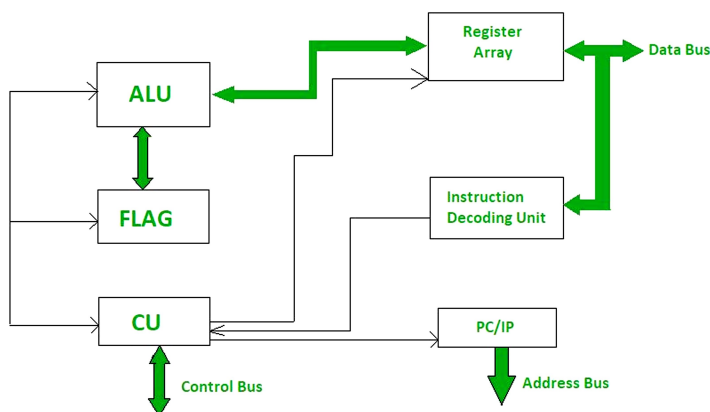 Register
Array
Data Bus
ALU
FLAG
Instruction
Decoding Unit
CU
PC/IP
Control Bus
Address Bus